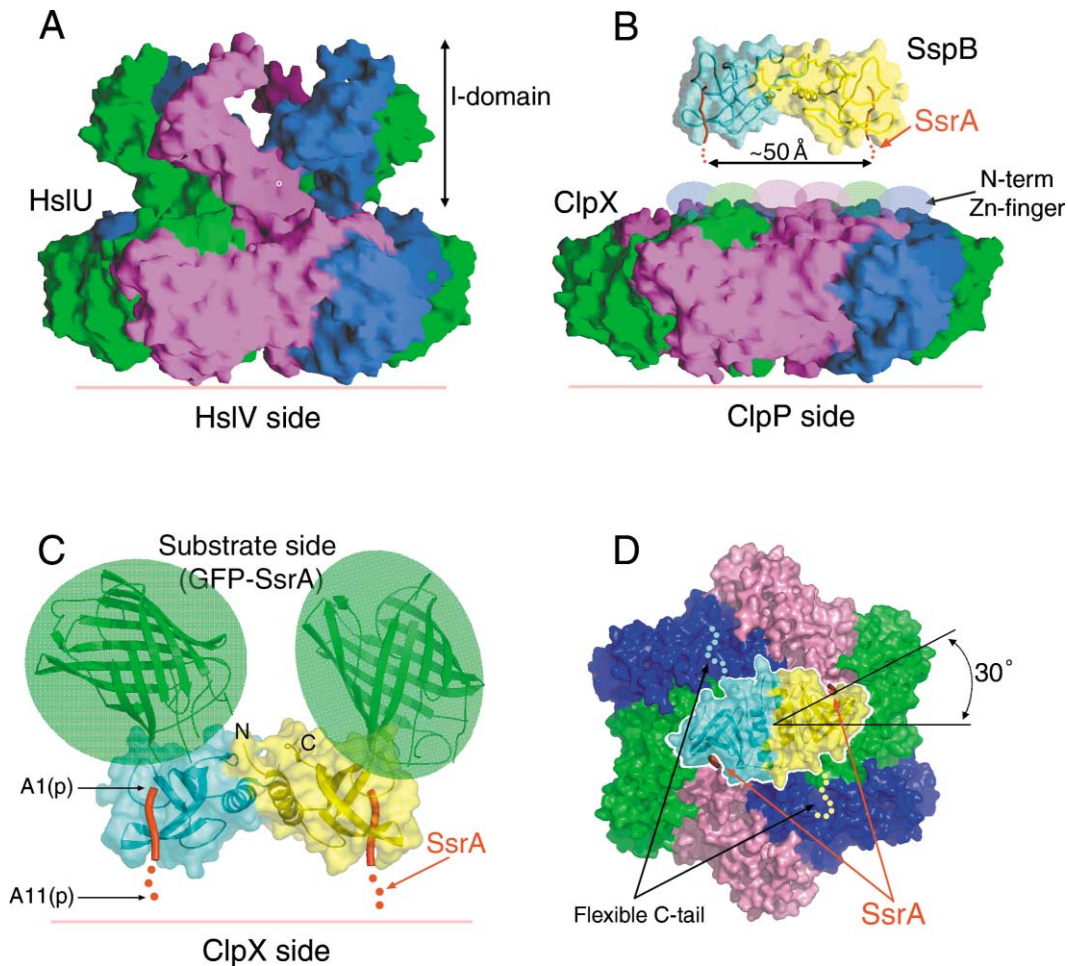 A
I-domain
HslU
HslV side
B
SspB
SsrA
~50 Å
ClpX
N-term
Zn-finger
ClpP side
C
Substrate side
(GFP-SsrA)
N
C
A1(p)
SsrA
A11(p)
ClpX side
D
30°
Flexible C-tail
SsrA